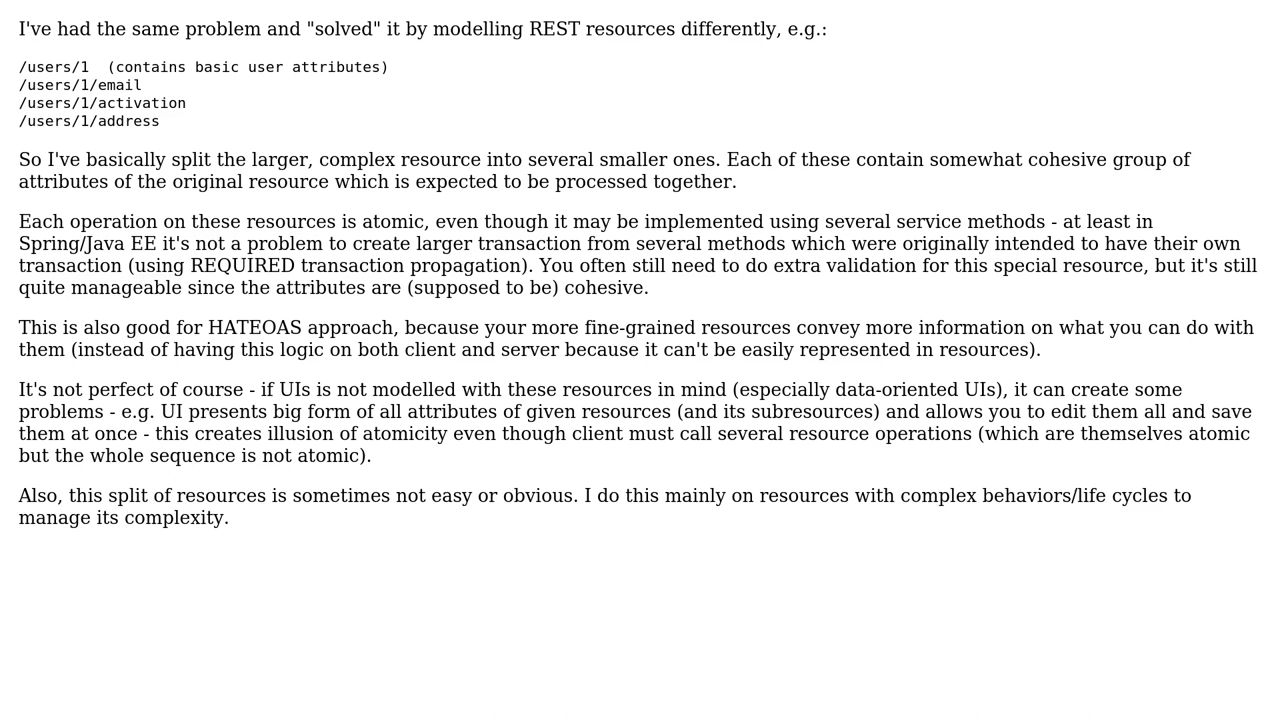 I've had the same problem and "solved" it by modelling REST resources differently, e.g.:
/users/1  (contains basic user attributes)
/users/1/email
/users/1/activation
/users/1/address
So I've basically split the larger, complex resource into several smaller ones. Each of these contain somewhat cohesive group of
attributes of the original resource which is expected to be processed together.
Each operation on these resources is atomic, even though it may be implemented using several service methods - at least in
Spring/Java EE it's not a problem to create larger transaction from several methods which were originally intended to have their own
transaction (using REQUIRED transaction propagation). You often still need to do extra validation for this special resource, but it's still
quite manageable since the attributes are (supposed to be) cohesive.
This is also good for HATEOAS approach, because your more fine-grained resources convey more information on what you can do with
them (instead of having this logic on both client and server because it can't be easily represented in resources).
It's not perfect of course - if UIs is not modelled with these resources in mind (especially data-oriented UIs), it can create some
problems - e.g. UI presents big form of all attributes of given resources (and its subresources) and allows you to edit them all and save
them at once - this creates illusion of atomicity even though client must call several resource operations (which are themselves atomic
but the whole sequence is not atomic).
Also, this split of resources is sometimes not easy or obvious. I do this mainly on resources with complex behaviors/life cycles to
manage its complexity.